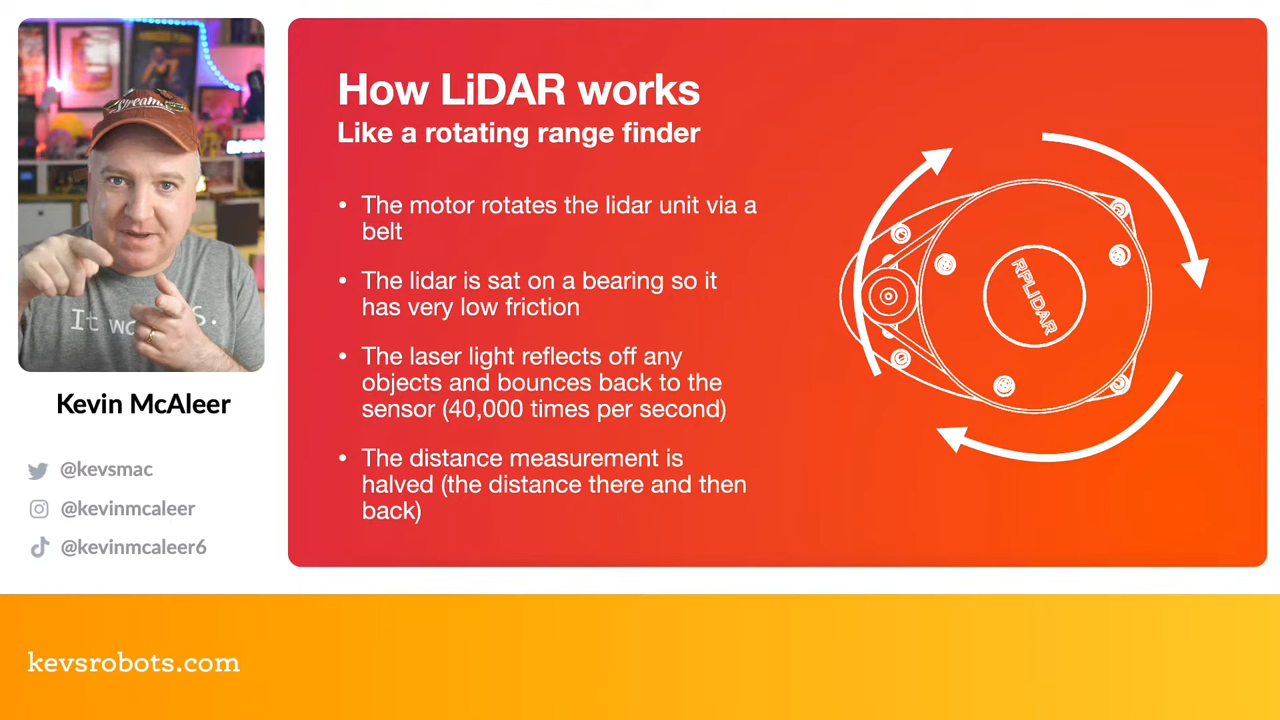 How LiDAR works
Like a rotating range finder
• The motor rotates the lidar unit via a
belt
• The lidar is sat on a bearing so it
has very low friction
• The laser light reflects off any
objects and bounces back to the
sensor (40,000 times per second)
• The distance measurement is
halved (the distance there and then
back)
RPLIDAR
Stream
It wo S.
Kevin McAleer
@kevsmac
@kevinmcaleer
@kevinmcaleer6
kevsrobots.com